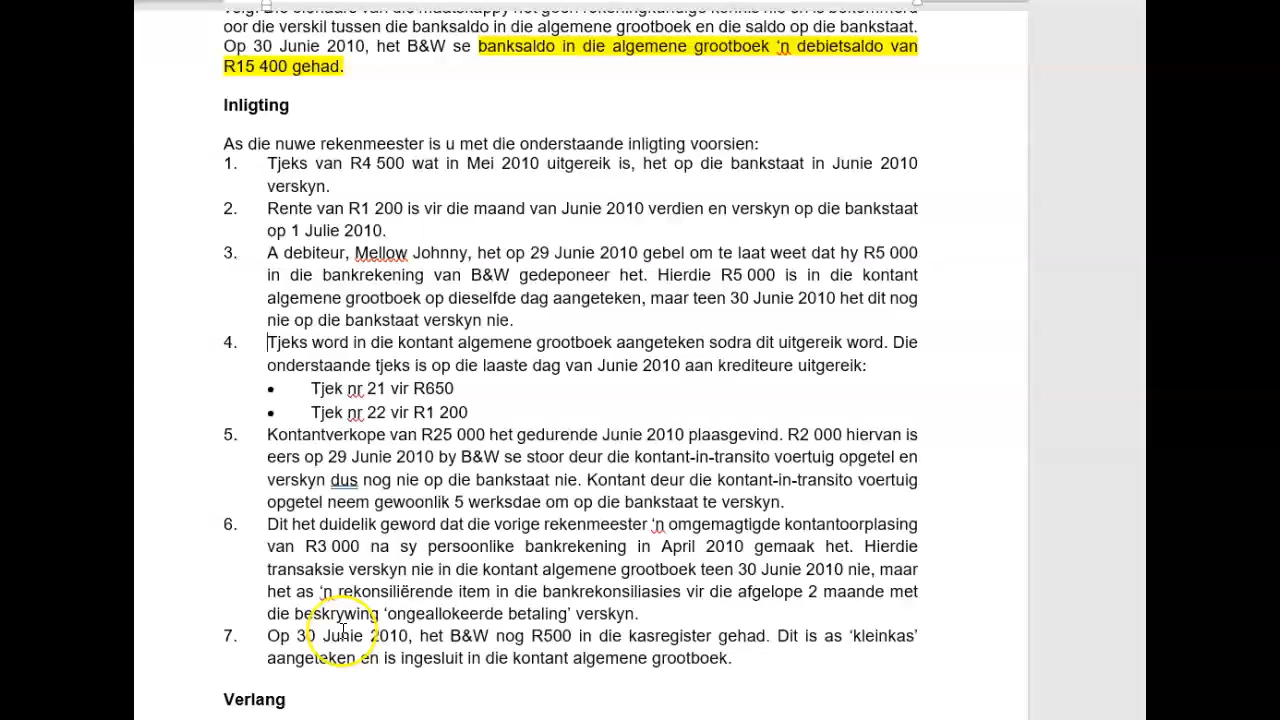 volg. Die eienaars van die maatskappy het geen rekeningkundige kennis nie en is bekommerd
oor die verskil tussen die banksaldo in die algemene grootboek en die saldo op die bankstaat.
Op 30 Junie 2010, het B&W se banksaldo in die algemene grootboek ‘n debietsaldo van
R15 400 gehad.
Inligting
As die nuwe rekenmeester is u met die onderstaande inligting voorsien:
1. Tjeks van R4 500 wat in Mei 2010 uitgereik is, het op die bankstaat in Junie 2010
verskyn.
2. Rente van R1 200 is vir die maand van Junie 2010 verdien en verskyn op die bankstaat
op 1 Julie 2010.
3. A debiteur, Mellow Johnny, het op 29 Junie 2010 gebel om te laat weet dat hy R5 000
in die bankrekening van B&W gedeponeer het. Hierdie R5 000 is in die kontant
algemene grootboek op dieselfde dag aangeteken, maar teen 30 Junie 2010 het dit nog
nie op die bankstaat verskyn nie.
4. Tjeks word in die kontant algemene grootboek aangeteken sodra dit uitgereik word. Die
onderstaande tjeks is op die laaste dag van Junie 2010 aan krediteure uitgereik:
• Tjek nr 21 vir R650
• Tjek nr 22 vir R1 200
5. Kontantverkope van R25 000 het gedurende Junie 2010 plaasgevind. R2 000 hiervan is
eers op 29 Junie 2010 by B&W se stoor deur die kontant-in-transito voertuig opgetel en
verskyn dus nog nie op die bankstaat nie. Kontant deur die kontant-in-transito voertuig
opgetel neem gewoonlik 5 werksdae om op die bankstaat te verskyn.
6. Dit het duidelik geword dat die vorige rekenmeester ‘n omgemagtigde kontantoorplasing
van R3 000 na sy persoonlike bankrekening in April 2010 gemaak het. Hierdie
transaksie verskyn nie in die kontant algemene grootboek teen 30 Junie 2010 nie, maar
het as ‘n rekonsiliërende item in die bankrekonsiliasies vir die afgelope 2 maande met
die beskrywing ‘ongeallokeerde betaling’ verskyn.
7. Op 30 Junie 2010, het B&W nog R500 in die kasregister gehad. Dit is as ‘kleinkas’
aangeteken en is ingesluit in die kontant algemene grootboek.
Verlang